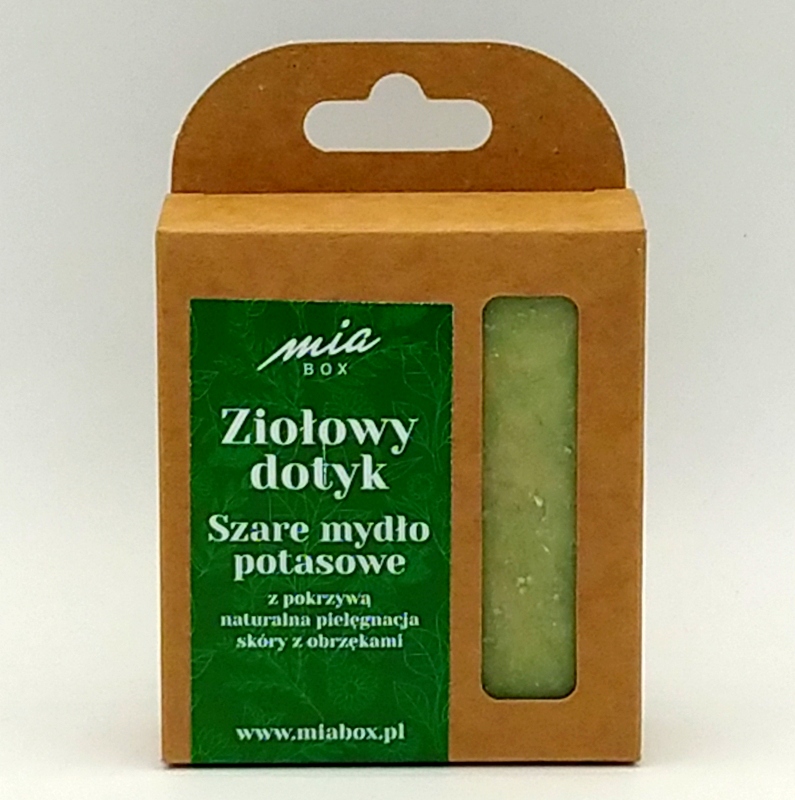 mia
BOX
Ziołowy
dotyk
Szare mydło
potasowe
z pokrzywą
naturalna pielęgnacja
skóry z obrzękami
www.miabox.pl